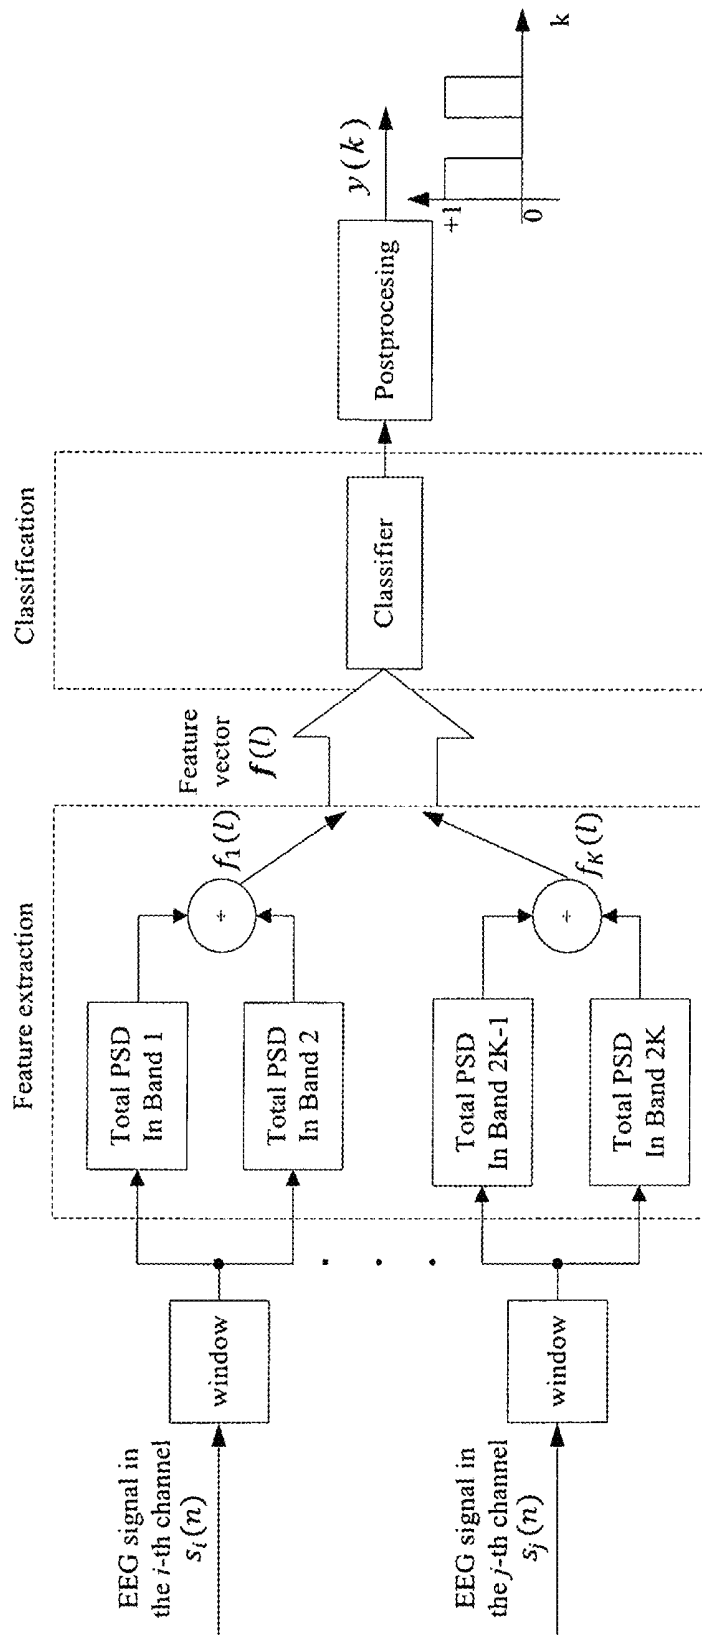 EEG signal in
the i-th channel
s_i(n)
window
EEG signal in
the j-th channel
s_j(n)
window
. . .
Feature extraction
Total PSD
In Band 1
Total PSD
In Band 2
÷
f_1(l)
Total PSD
In Band 2K-1
Total PSD
In Band 2K
÷
f_K(l)
Feature
vector
f(l)
Classification
Classifier
Postprocesing
y(k)
+1
0
k